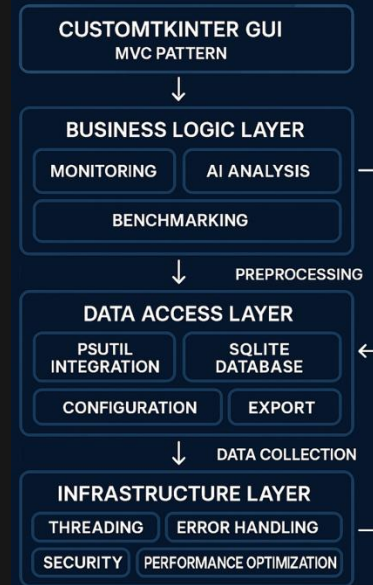 CUSTOMTKINTER GUI
MVC PATTERN
BUSINESS LOGIC LAYER
MONITORING
AI ANALYSIS
BENCHMARKING
PREPROCESSING
DATA ACCESS LAYER
PSUTIL
INTEGRATION
SQLITE
DATABASE
CONFIGURATION
EXPORT
DATA COLLECTION
INFRASTRUCTURE LAYER
THREADING
ERROR HANDLING
SECURITY
PERFORMANCE OPTIMIZATION